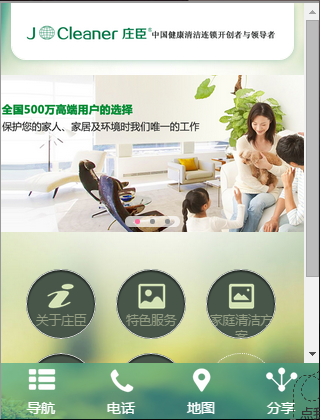 J Cleaner 庄臣® 中国健康清洁连锁开创者与领导者
全国500万高端用户的选择
保护您的家人、家居及环境时我们唯一的工作
关于庄臣
特色服务
家庭清洁方
案
导航
电话
地图
分享